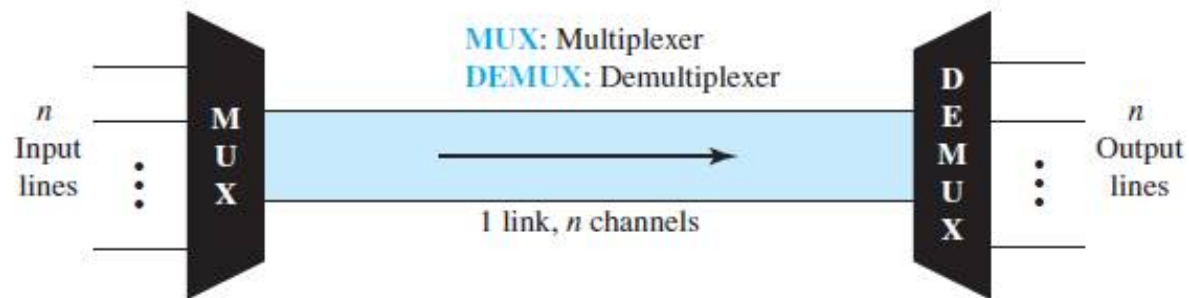 MUX: Multiplexer
DEMUX: Demultiplexer
n
Input
lines
M
U
X
1 link, n channels
D
E
M
U
X
n
Output
lines